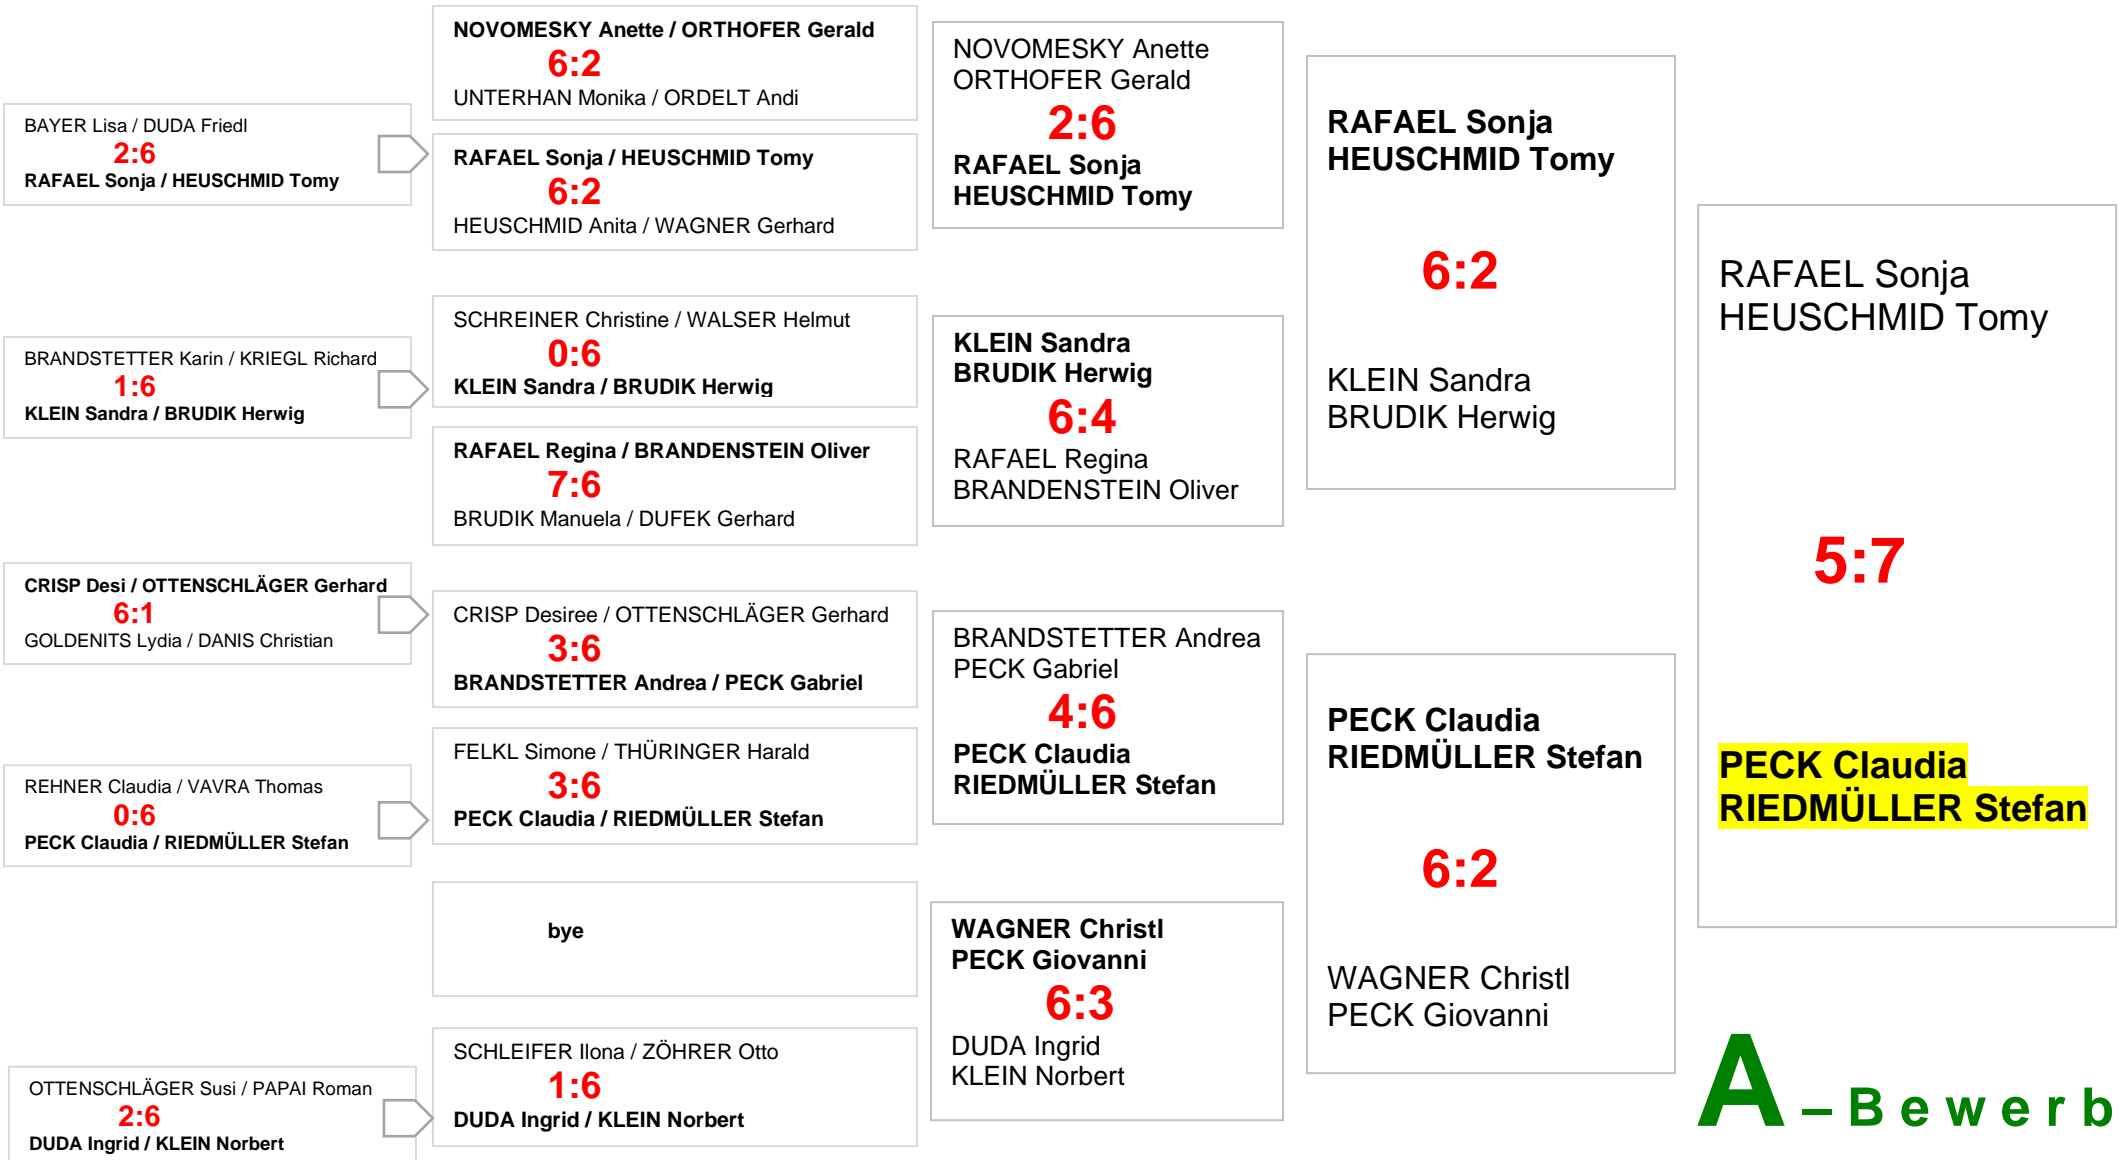 BAYER Lisa / DUDA Friedl
2:6
RAFAEL Sonja / HEUSCHMID Tomy
BRANDSTETTER Karin / KRIEGL Richard
1:6
KLEIN Sandra / BRUDIK Herwig
CRISP Desi / OTTENSCHLÄGER Gerhard
6:1
GOLDENITS Lydia / DANIS Christian
REHNER Claudia / VAVRA Thomas
0:6
PECK Claudia / RIEDMÜLLER Stefan
OTTENSCHLÄGER Susi / PAPAI Roman
2:6
DUDA Ingrid / KLEIN Norbert
NOVOMESKY Anette / ORTHOFER Gerald
6:2
UNTERHAN Monika / ORDELT Andi
RAFAEL Sonja / HEUSCHMID Tomy
6:2
HEUSCHMID Anita / WAGNER Gerhard
SCHREINER Christine / WALSER Helmut
0:6
KLEIN Sandra / BRUDIK Herwig
RAFAEL Regina / BRANDENSTEIN Oliver
7:6
BRUDIK Manuela / DUFEK Gerhard
CRISP Desiree / OTTENSCHLÄGER Gerhard
3:6
BRANDSTETTER Andrea / PECK Gabriel
FELKL Simone / THÜRINGER Harald
3:6
PECK Claudia / RIEDMÜLLER Stefan
bye
SCHLEIFER Ilona / ZÖHRER Otto
1:6
DUDA Ingrid / KLEIN Norbert
NOVOMESKY Anette
ORTHOFER Gerald
2:6
RAFAEL Sonja
HEUSCHMID Tomy
KLEIN Sandra
BRUDIK Herwig
6:4
RAFAEL Regina
BRANDENSTEIN Oliver
BRANDSTETTER Andrea
PECK Gabriel
4:6
PECK Claudia
RIEDMÜLLER Stefan
WAGNER Christl
PECK Giovanni
6:3
DUDA Ingrid
KLEIN Norbert
RAFAEL Sonja
HEUSCHMID Tomy
6:2
KLEIN Sandra
BRUDIK Herwig
PECK Claudia
RIEDMÜLLER Stefan
6:2
WAGNER Christl
PECK Giovanni
RAFAEL Sonja
HEUSCHMID Tomy
5:7
PECK Claudia
RIEDMÜLLER Stefan
A – B e w e r b